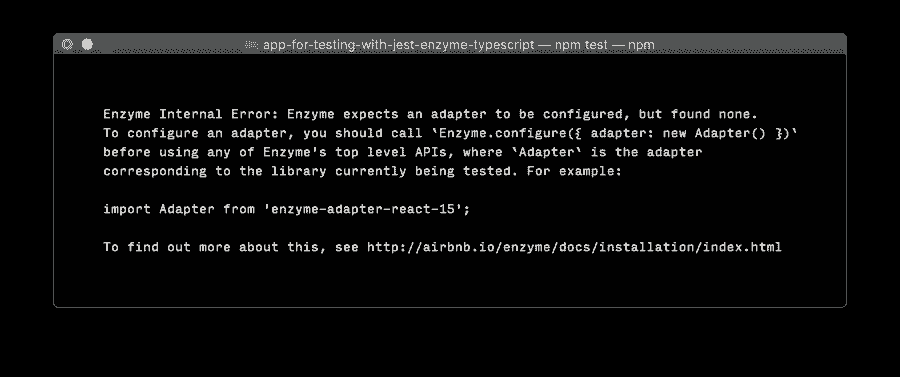 app-for-testing-with-jest-enzyme-typescript — npm test — npm
Enzyme Internal Error: Enzyme expects an adapter to be configured, but found none.
To configure an adapter, you should call `Enzyme.configure({ adapter: new Adapter() })`
before using any of Enzyme's top level APIs, where `Adapter` is the adapter
corresponding to the library currently being tested. For example:
import Adapter from 'enzyme-adapter-react-15';
To find out more about this, see http://airbnb.io/enzyme/docs/installation/index.html